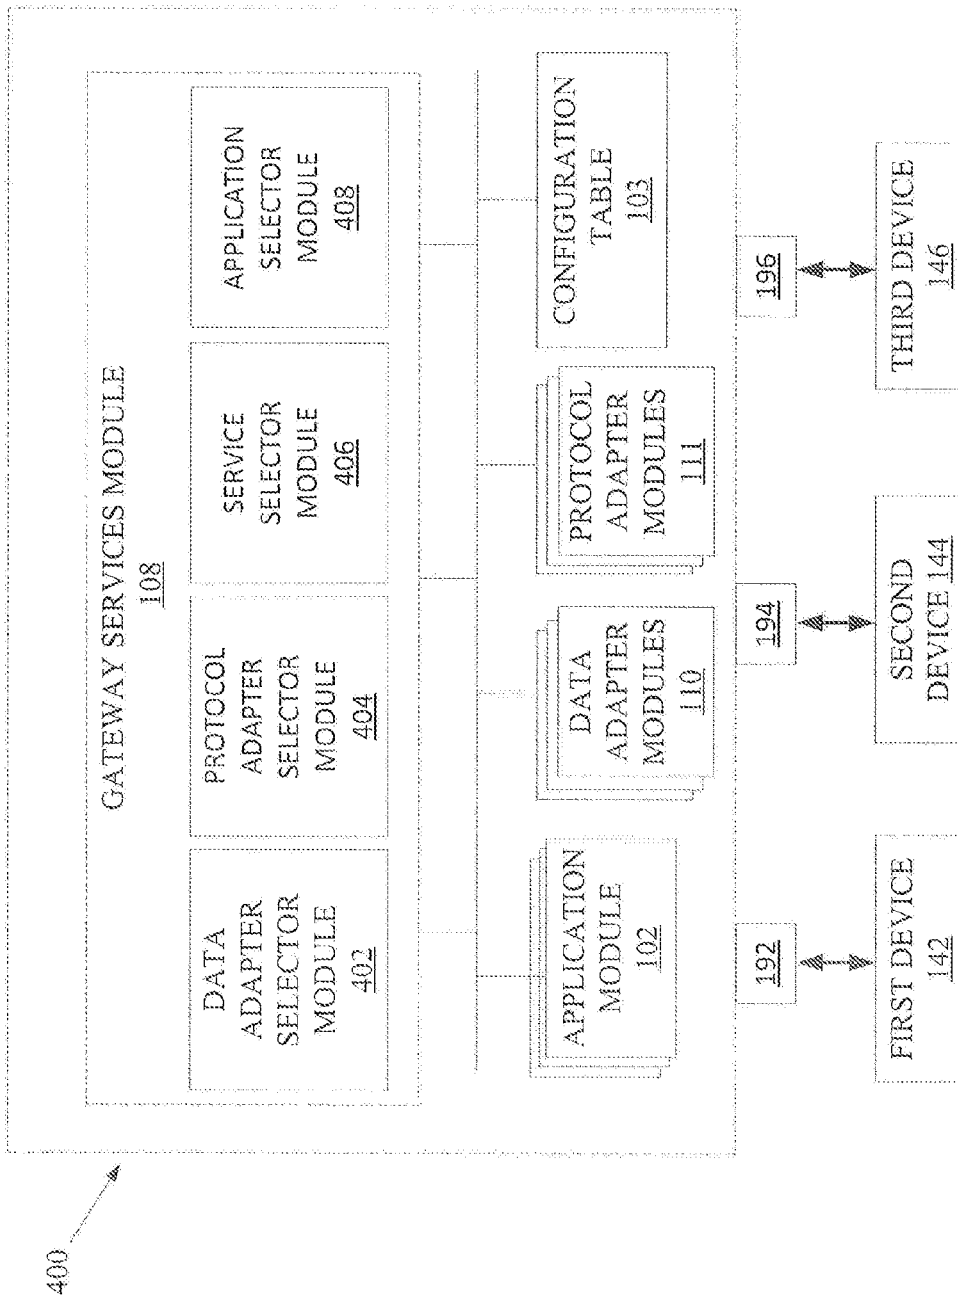 400
GATEWAY SERVICES MODULE
108
DATA
ADAPTER
SELECTOR
MODULE
402
PROTOCOL
ADAPTER
SELECTOR
MODULE
404
SERVICE
SELECTOR
MODULE
406
APPLICATION
SELECTOR
MODULE
408
APPLICATION
MODULE
102
DATA
ADAPTER
MODULES
110
PROTOCOL
ADAPTER
MODULES
111
CONFIGURATION
TABLE
103
192
194
196
FIRST DEVICE
142
SECOND
DEVICE 144
THIRD DEVICE
146